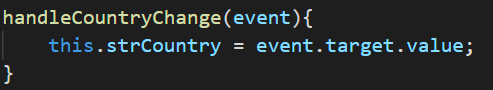 handleCountryChange(event){
    this.strCountry = event.target.value;
}